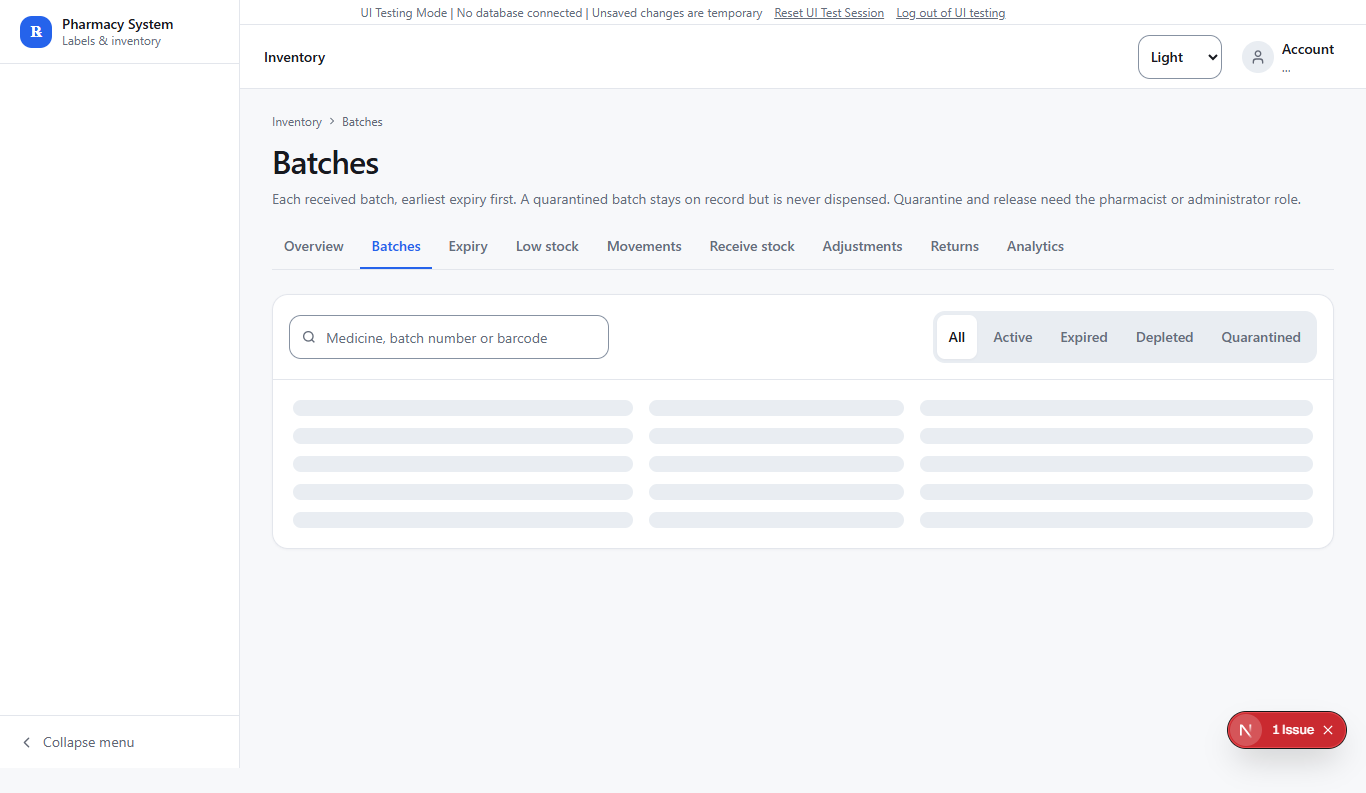 Pharmacy System
Labels & inventory
UI Testing Mode | No database connected | Unsaved changes are temporary Reset UI Test Session Log out of UI testing
Inventory
Light
Account
...
Inventory > Batches
Batches
Each received batch, earliest expiry first. A quarantined batch stays on record but is never dispensed. Quarantine and release need the pharmacist or administrator role.
Overview Batches Expiry Low stock Movements Receive stock Adjustments Returns Analytics
Medicine, batch number or barcode
All Active Expired Depleted Quarantined
Collapse menu
N 1 Issue